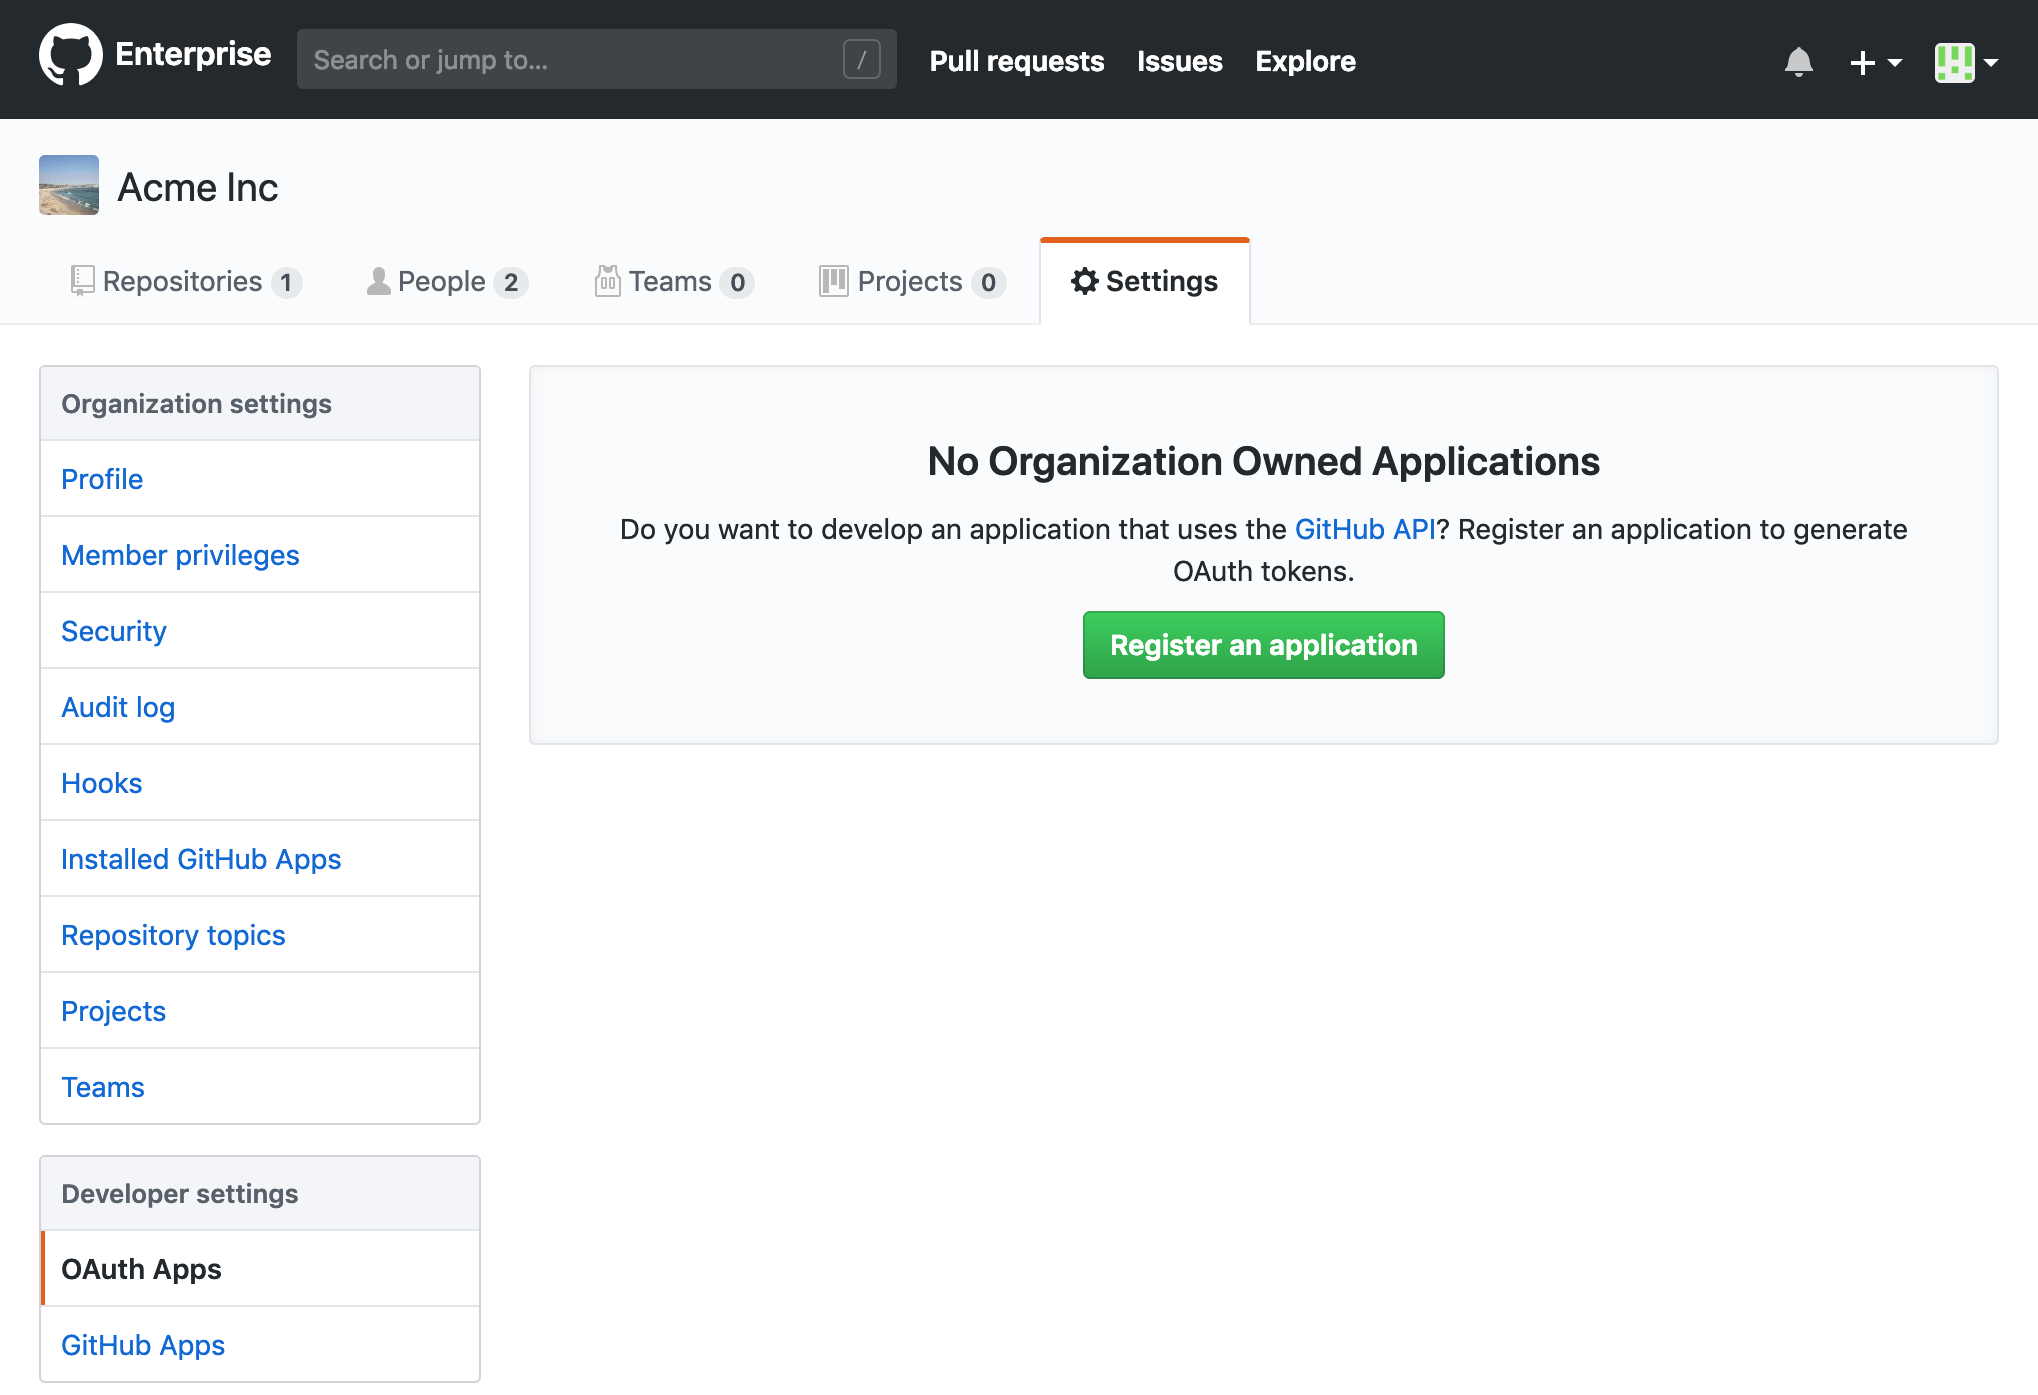 Enterprise
Search or jump to...
/
Pull requests
Issues
Explore
Acme Inc
Repositories 1
People 2
Teams 0
Projects 0
Settings
Organization settings
Profile
Member privileges
Security
Audit log
Hooks
Installed GitHub Apps
Repository topics
Projects
Teams
Developer settings
OAuth Apps
GitHub Apps
No Organization Owned Applications
Do you want to develop an application that uses the GitHub API? Register an application to generate
OAuth tokens.
Register an application